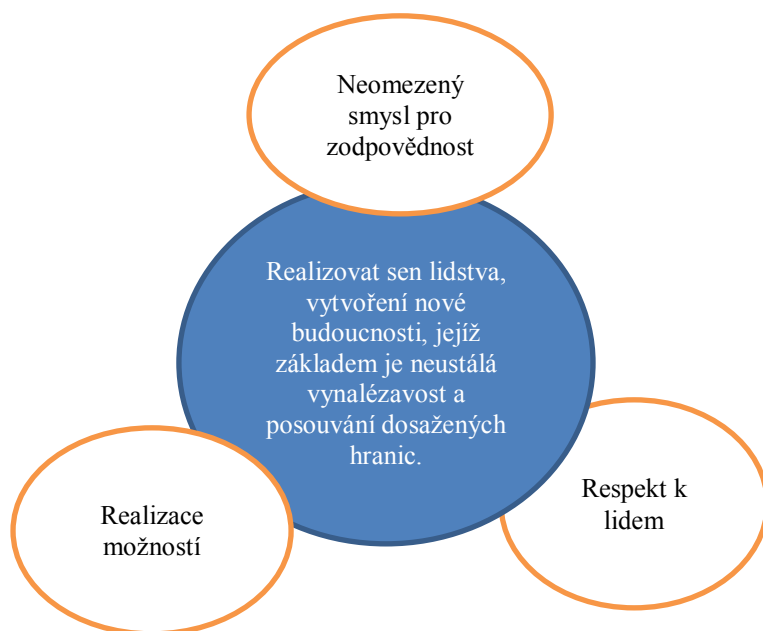 Neomezený
smysl pro
zodpovědnost
Realizovat sen lidstva,
vytvoření nové
budoucnosti, jejíž
základem je neustálá
vynalézavost a
posouvání dosažených
hranic.
Realizace
možností
Respekt k
lidem